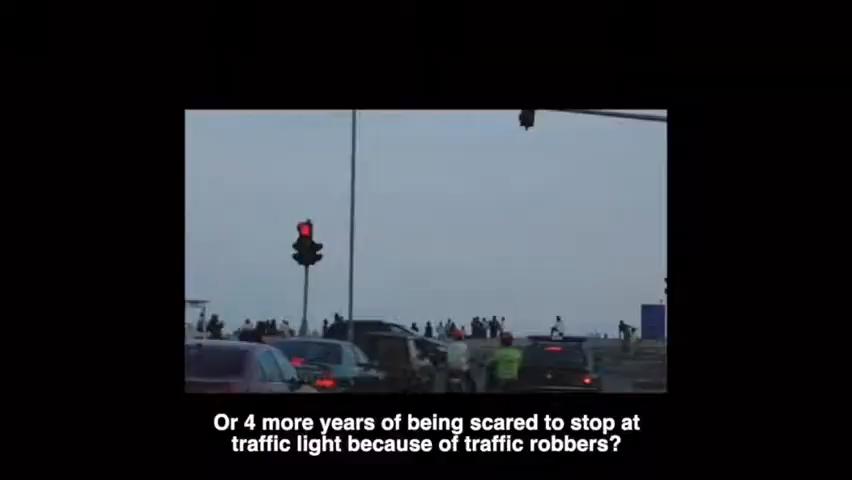 Or 4 more years of being scared to stop at
traffic light because of traffic robbers?